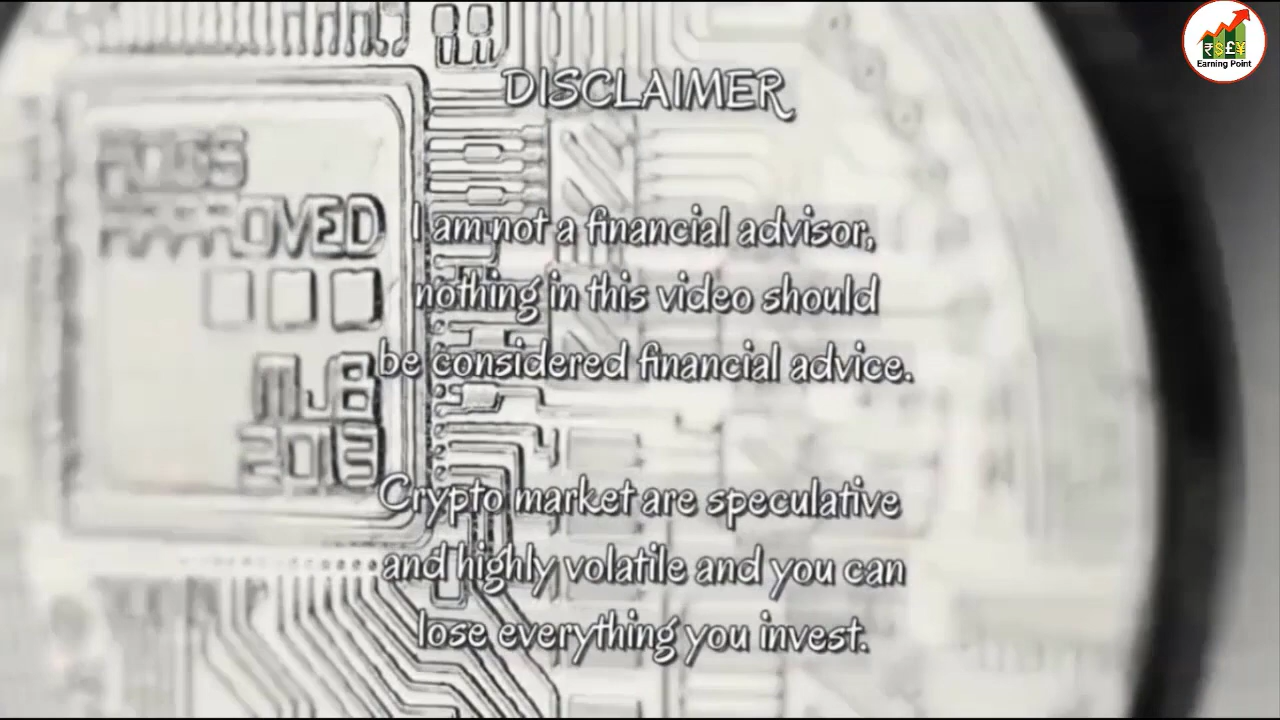 Earning Point
DISCLAIMER
I am not a financial advisor,
nothing in this video should
be considered financial advice.
Crypto market are speculative
and highly volatile and you can
lose everything you invest.
MJB
2013
₹$£¥